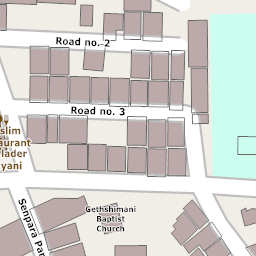 Road no. 2
Road no. 3
slim
aurant
lader
yani
Gethshimani
Baptist
Church
Senpara Par